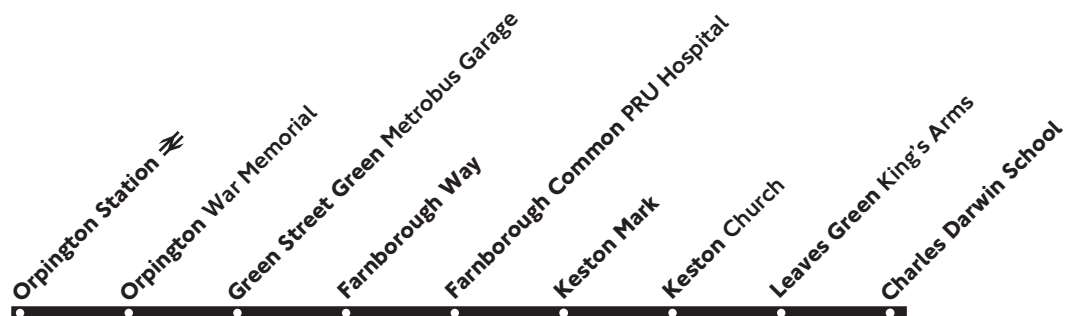 Orpington Station
Orpington War Memorial
Green Street Green Metrobus Garage
Farnborough Way
Farnborough Common PRU Hospital
Keston Mark
Keston Church
Leaves Green King's Arms
Charles Darwin School